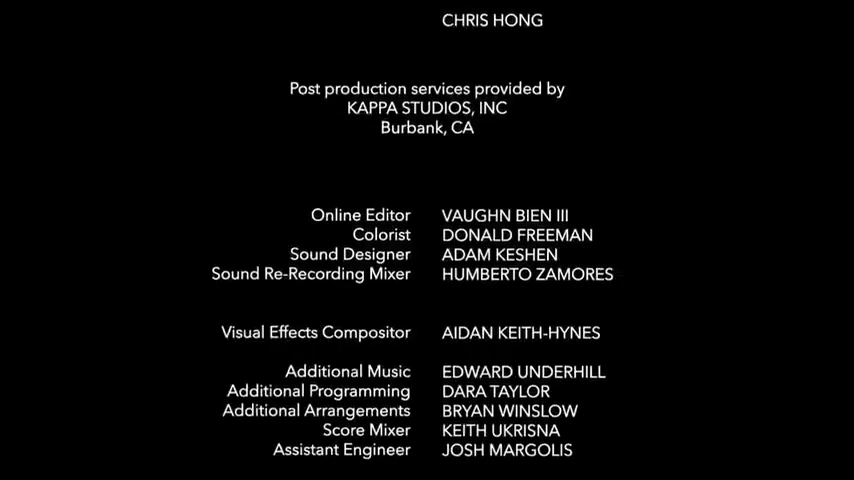 CHRIS HONG
Post production services provided by
KAPPA STUDIOS, INC
Burbank, CA
Online Editor VAUGHN BIEN III
Colorist DONALD FREEMAN
Sound Designer ADAM KESHEN
Sound Re-Recording Mixer HUMBERTO ZAMORES
Visual Effects Compositor AIDAN KEITH-HYNES
Additional Music EDWARD UNDERHILL
Additional Programming DARA TAYLOR
Additional Arrangements BRYAN WINSLOW
Score Mixer KEITH UKRISNA
Assistant Engineer JOSH MARGOLIS